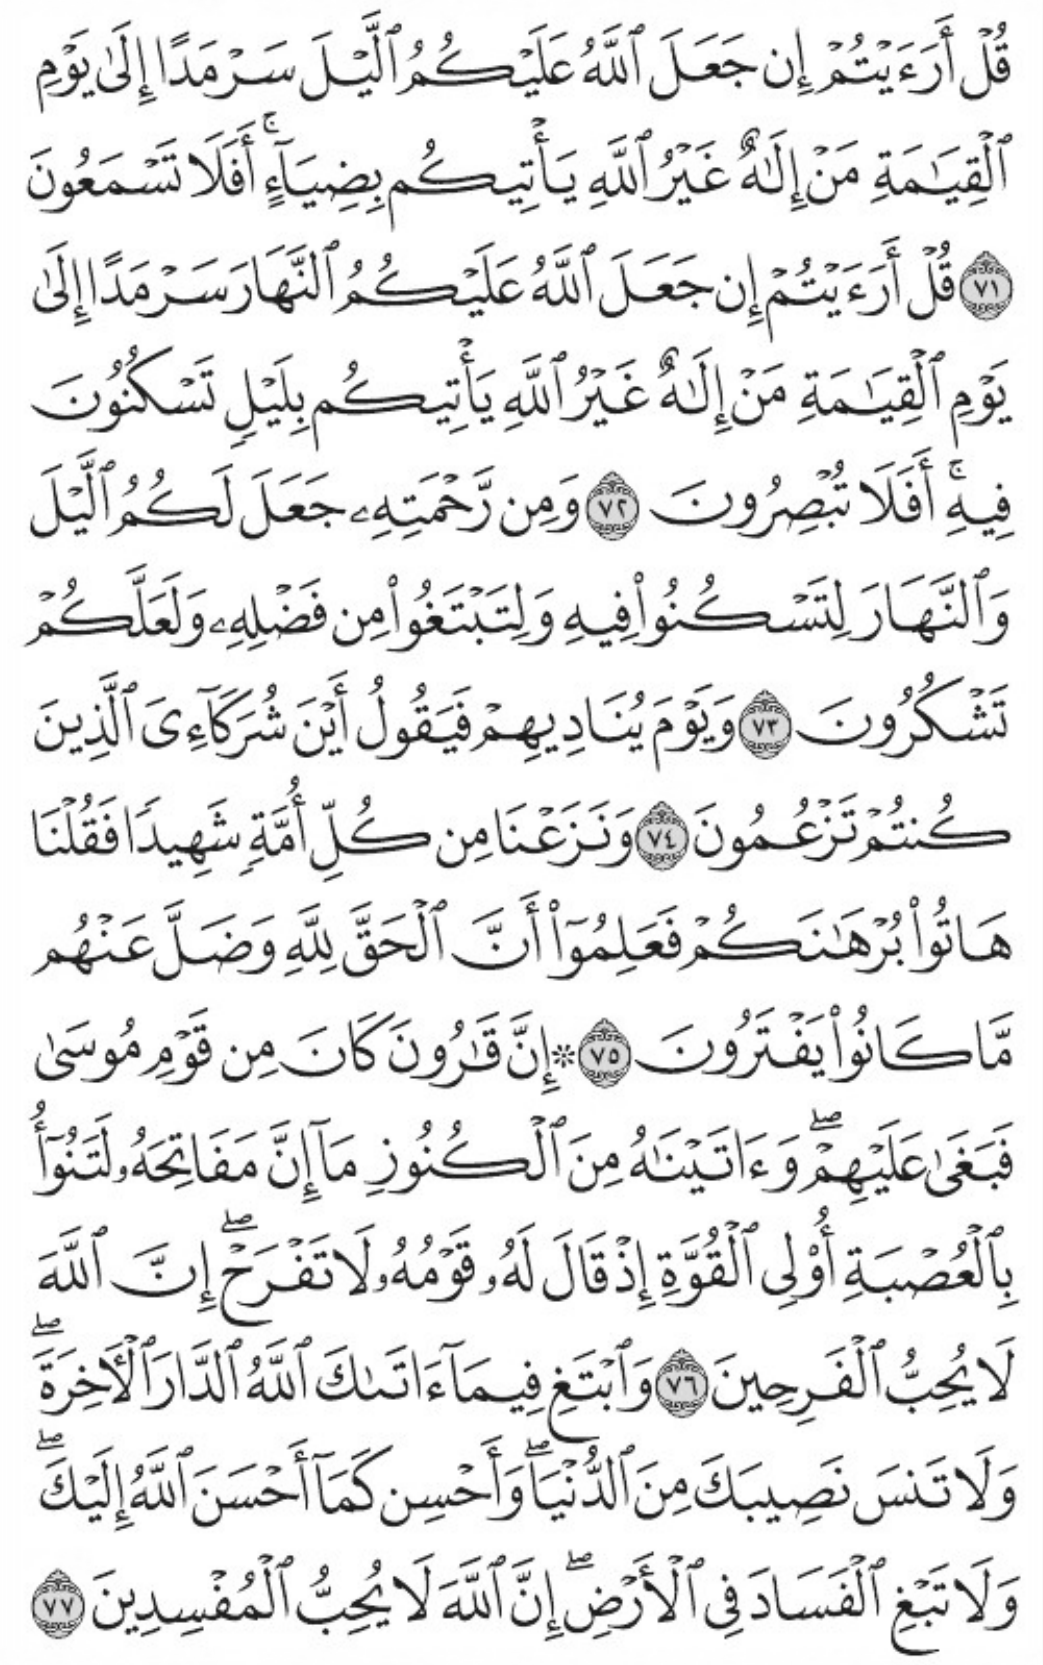 قُلۡ أَرَءَيۡتُمۡ إِن جَعَلَ ٱللَّهُ عَلَيۡكُمُ ٱلَّيۡلَ سَرۡمَدًا إِلَىٰ يَوۡمِ
ٱلۡقِيَٰمَةِ مَنۡ إِلَٰهٌ غَيۡرُ ٱللَّهِ يَأۡتِيكُم بِضِيَآءٍۚ أَفَلَا تَسۡمَعُونَ
٧١ قُلۡ أَرَءَيۡتُمۡ إِن جَعَلَ ٱللَّهُ عَلَيۡكُمُ ٱلنَّهَارَ سَرۡمَدًا إِلَىٰ
يَوۡمِ ٱلۡقِيَٰمَةِ مَنۡ إِلَٰهٌ غَيۡرُ ٱللَّهِ يَأۡتِيكُم بِلَيۡلٖ تَسۡكُنُونَ
فِيهِۚ أَفَلَا تُبۡصِرُونَ ٧٢ وَمِن رَّحۡمَتِهِۦ جَعَلَ لَكُمُ ٱلَّيۡلَ
وَٱلنَّهَارَ لِتَسۡكُنُواْ فِيهِ وَلِتَبۡتَغُواْ مِن فَضۡلِهِۦ وَلَعَلَّكُمۡ
تَشۡكُرُونَ ٧٣ وَيَوۡمَ يُنَادِيهِمۡ فَيَقُولُ أَيۡنَ شُرَكَآءِيَ ٱلَّذِينَ
كُنتُمۡ تَزۡعُمُونَ ٧٤ وَنَزَعۡنَا مِن كُلِّ أُمَّةٖ شَهِيدٗا فَقُلۡنَا
هَاتُواْ بُرۡهَٰنَكُمۡ فَعَلِمُوٓاْ أَنَّ ٱلۡحَقَّ لِلَّهِ وَضَلَّ عَنۡهُم
مَّا كَانُواْ يَفۡتَرُونَ ٧٥ ۞ إِنَّ قَٰرُونَ كَانَ مِن قَوۡمِ مُوسَىٰ
فَبَغَىٰ عَلَيۡهِمۡۖ وَءَاتَيۡنَٰهُ مِنَ ٱلۡكُنُوزِ مَآ إِنَّ مَفَاتِحَهُۥ لَتَنُوٓأُ
بِٱلۡعُصۡبَةِ أُوْلِي ٱلۡقُوَّةِ إِذۡ قَالَ لَهُۥ قَوۡمُهُۥ لَا تَفۡرَحۡۖ إِنَّ ٱللَّهَ
لَا يُحِبُّ ٱلۡفَرِحِينَ ٧٦ وَٱبۡتَغِ فِيمَآ ءَاتَىٰكَ ٱللَّهُ ٱلدَّارَ ٱلۡأٓخِرَةَۖ
وَلَا تَنسَ نَصِيبَكَ مِنَ ٱلدُّنۡيَاۖ وَأَحۡسِن كَمَآ أَحۡسَنَ ٱللَّهُ إِلَيۡكَۖ
وَلَا تَبۡغِ ٱلۡفَسَادَ فِي ٱلۡأَرۡضِۖ إِنَّ ٱللَّهَ لَا يُحِبُّ ٱلۡمُفۡسِدِينَ ٧٧